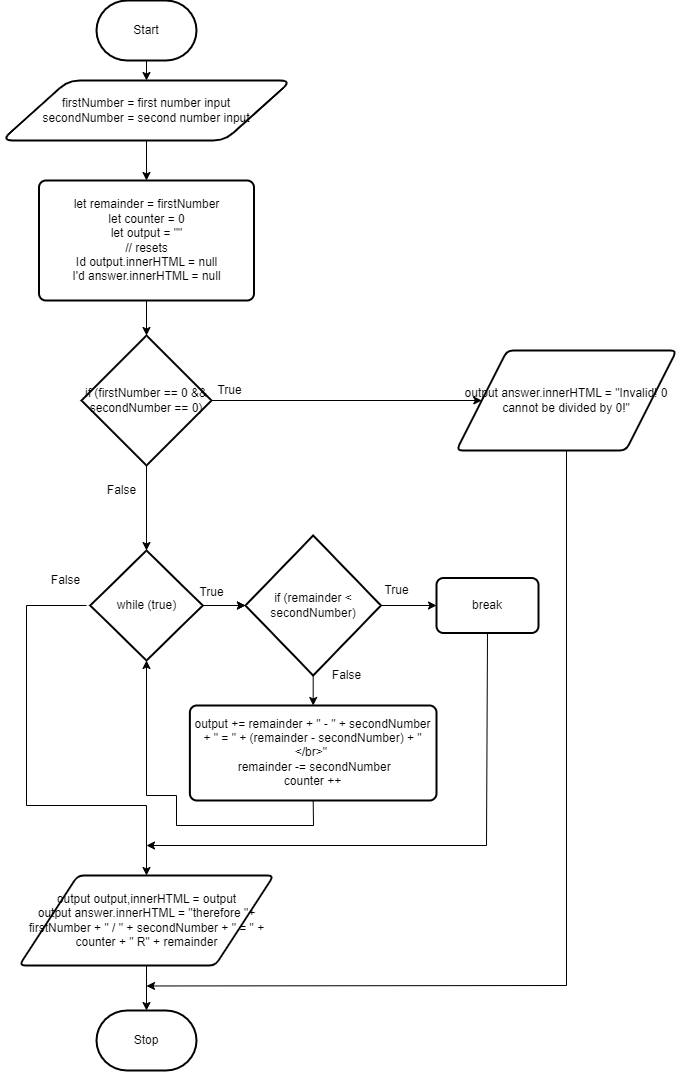 Start
firstNumber = first number input
secondNumber = second number input
let remainder = firstNumber
let counter = 0
let output = ""
// resets
Id output.innerHTML = null
I'd answer.innerHTML = null
if (firstNumber == 0 &&
secondNumber == 0)
True
output answer.innerHTML = "Invalid! 0
cannot be divided by 0!"
False
False
while (true)
True
if (remainder <
secondNumber)
True
break
False
output += remainder + " - " + secondNumber
+ " = " + (remainder - secondNumber) + "
</br>"
remainder -= secondNumber
counter ++
output output,innerHTML = output
output answer.innerHTML = "therefore "+
firstNumber + " / " + secondNumber + " = " +
counter + " R" + remainder
Stop